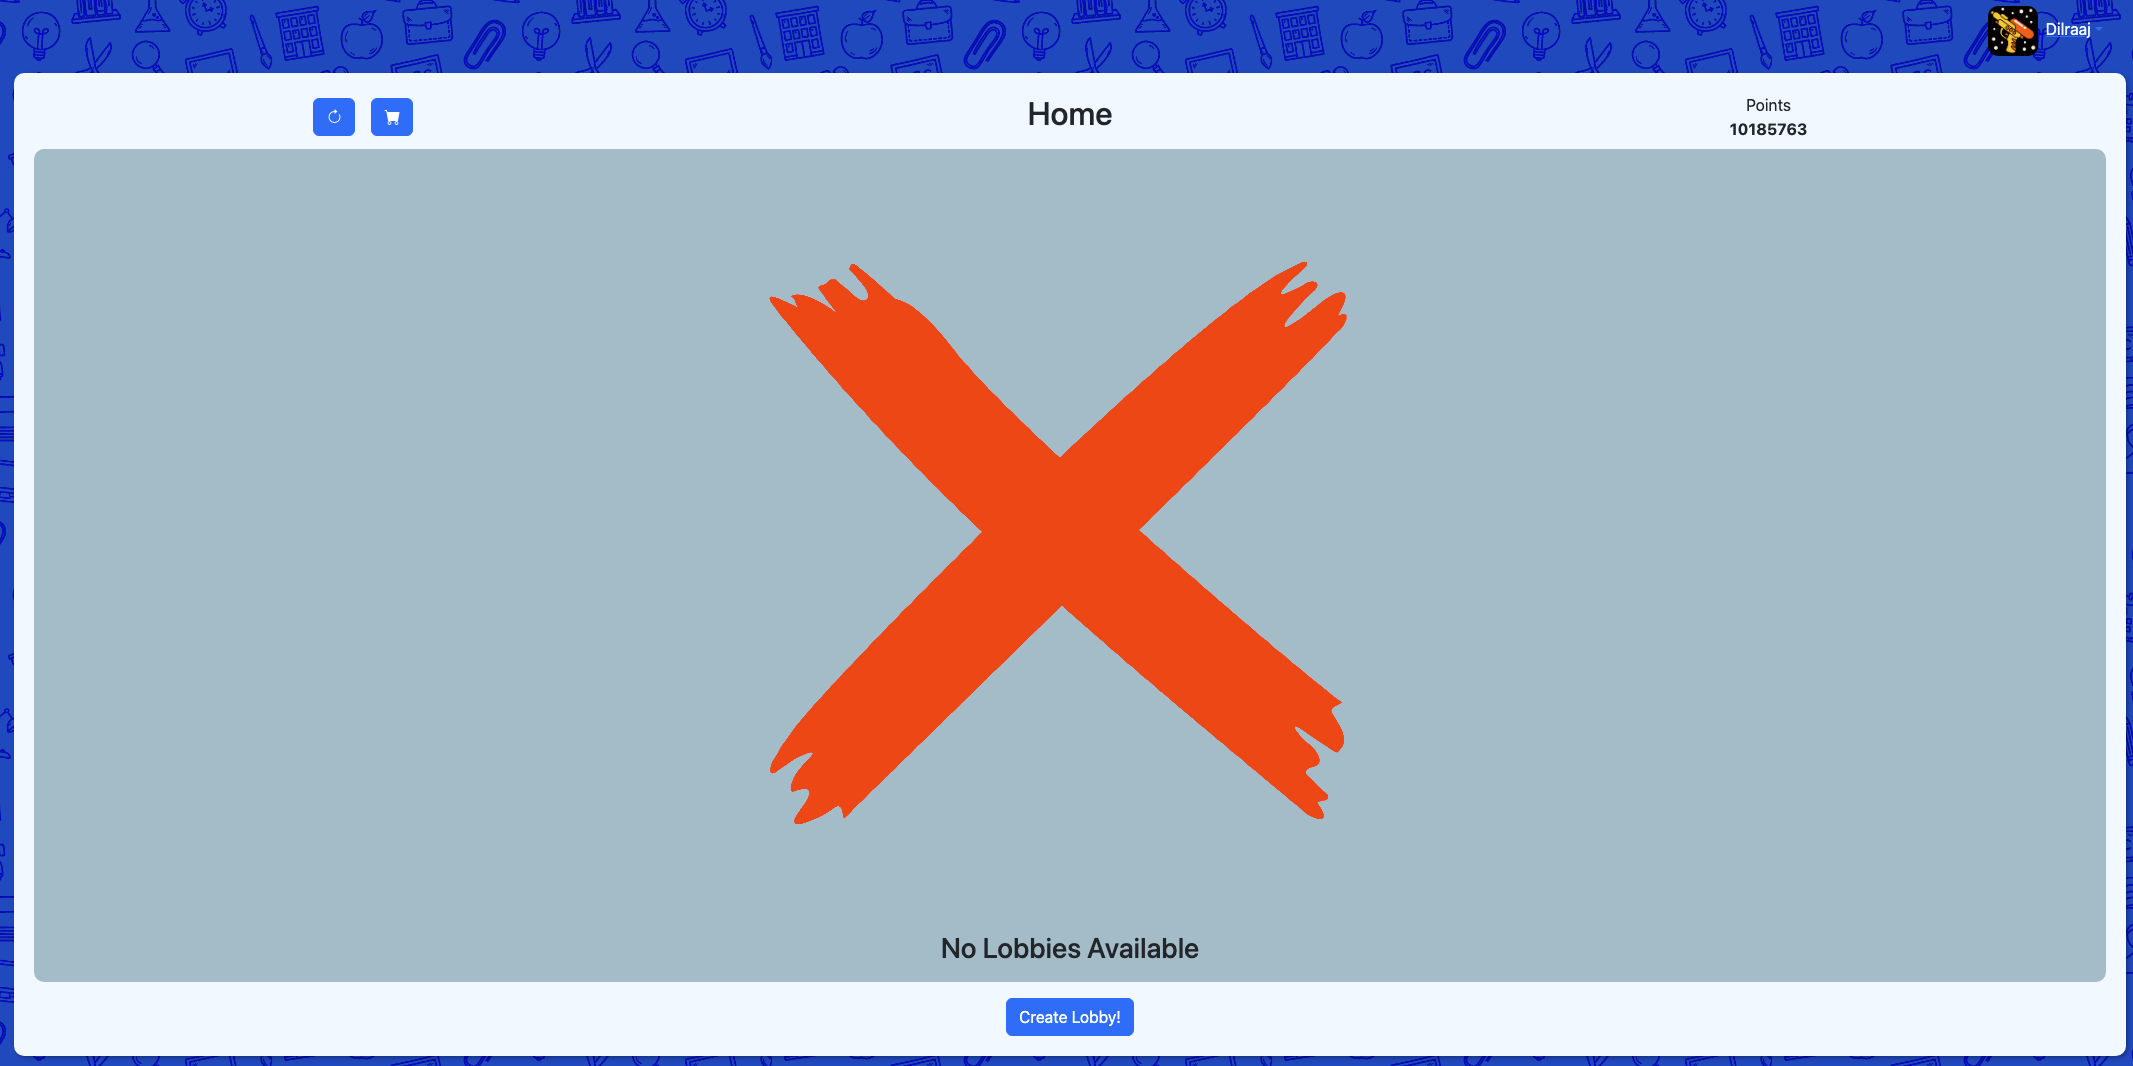 Dilraaj
Home
Points
10185763
No Lobbies Available
Create Lobby!